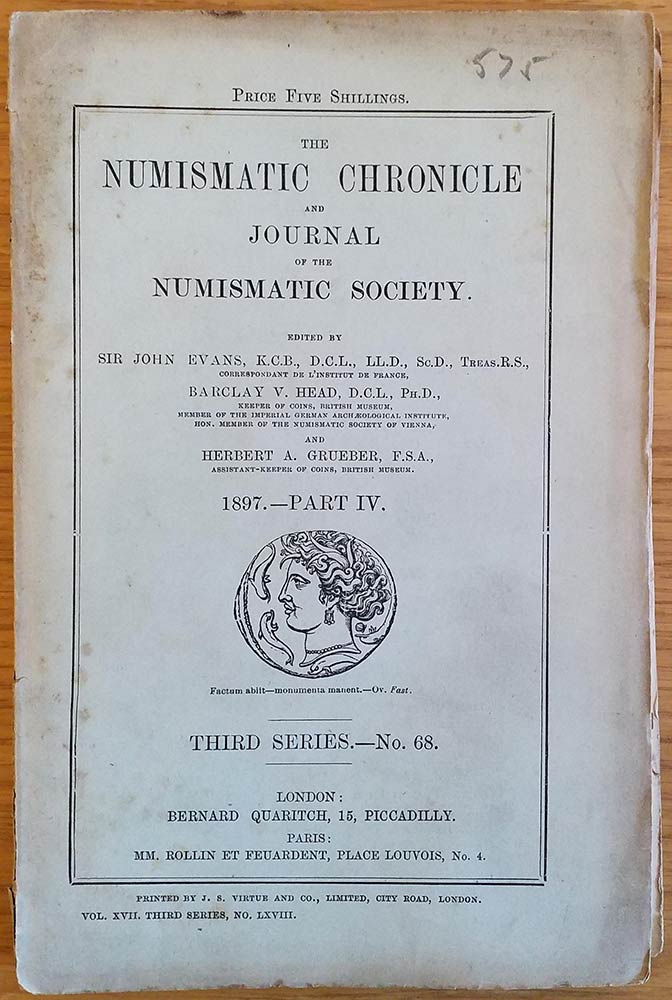 575
PRICE FIVE SHILLINGS.
THE
NUMISMATIC CHRONICLE
AND
JOURNAL
OF THE
NUMISMATIC SOCIETY.
EDITED BY
SIR JOHN EVANS, K.C.B., D.C.L., LL.D., Sc.D., TREAS.R.S.,
CORRESPONDANT DE L'INSTITUT DE FRANCE,
BARCLAY V. HEAD, D.C.L., PH.D.,
KEEPER OF COINS, BRITISH MUSEUM,
MEMBER OF THE IMPERIAL GERMAN ARCHÆOLOGICAL INSTITUTE,
HON. MEMBER OF THE NUMISMATIC SOCIETY OF VIENNA,
AND
HERBERT A. GRUEBER, F.S.A.,
ASSISTANT-KEEPER OF COINS, BRITISH MUSEUM.
1897.—PART IV.
Factum abiit—monumenta manent.—Ov. Fast.
THIRD SERIES.—No. 68.
LONDON:
BERNARD QUARITCH, 15, PICCADILLY.
PARIS:
MM. ROLLIN ET FEUARDENT, PLACE LOUVOIS, No. 4.
PRINTED BY J. S. VIRTUE AND CO., LIMITED, CITY ROAD, LONDON.
VOL. XVII. THIRD SERIES, NO. LXVIII.